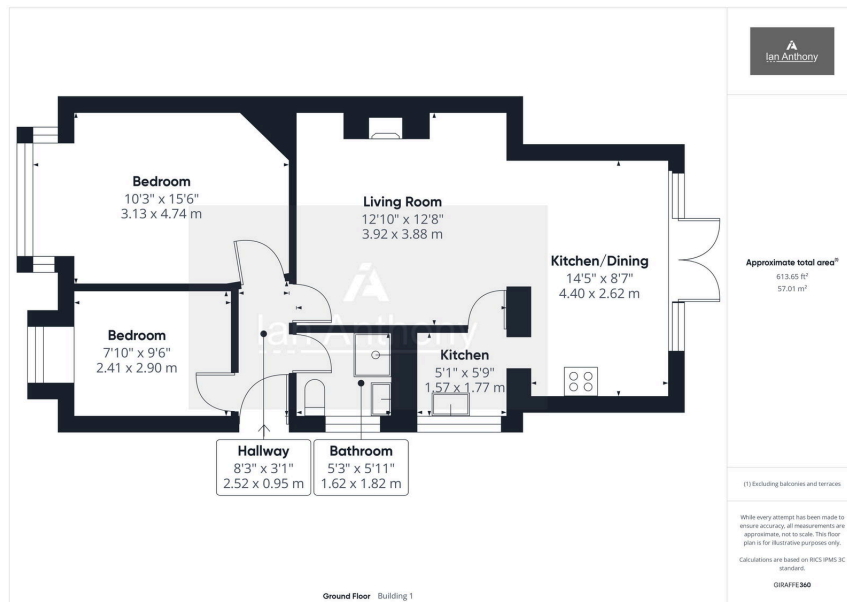 Ian Anthony
Bedroom
10'3" x 15'6"
3.13 x 4.74 m
Living Room
12'10" x 12'8"
3.92 x 3.88 m
Kitchen/Dining
14'5" x 8'7"
4.40 x 2.62 m
Bedroom
7'10" x 9'6"
2.41 x 2.90 m
Ian Anthony
Kitchen
5'1" x 5'9"
1.57 x 1.77 m
Hallway
8'3" x 3'1"
2.52 x 0.95 m
Bathroom
5'3" x 5'11"
1.62 x 1.82 m
Approximate total area⁽¹⁾
613.65 ft²
57.01 m²
(1) Excluding balconies and terraces
While every attempt has been made to
ensure accuracy, all measurements are
approximate, not to scale. This floor
plan is for illustrative purposes only.
Calculations are based on RICS IPMS 3C
standard.
GIRAFFE360
Ground Floor Building 1